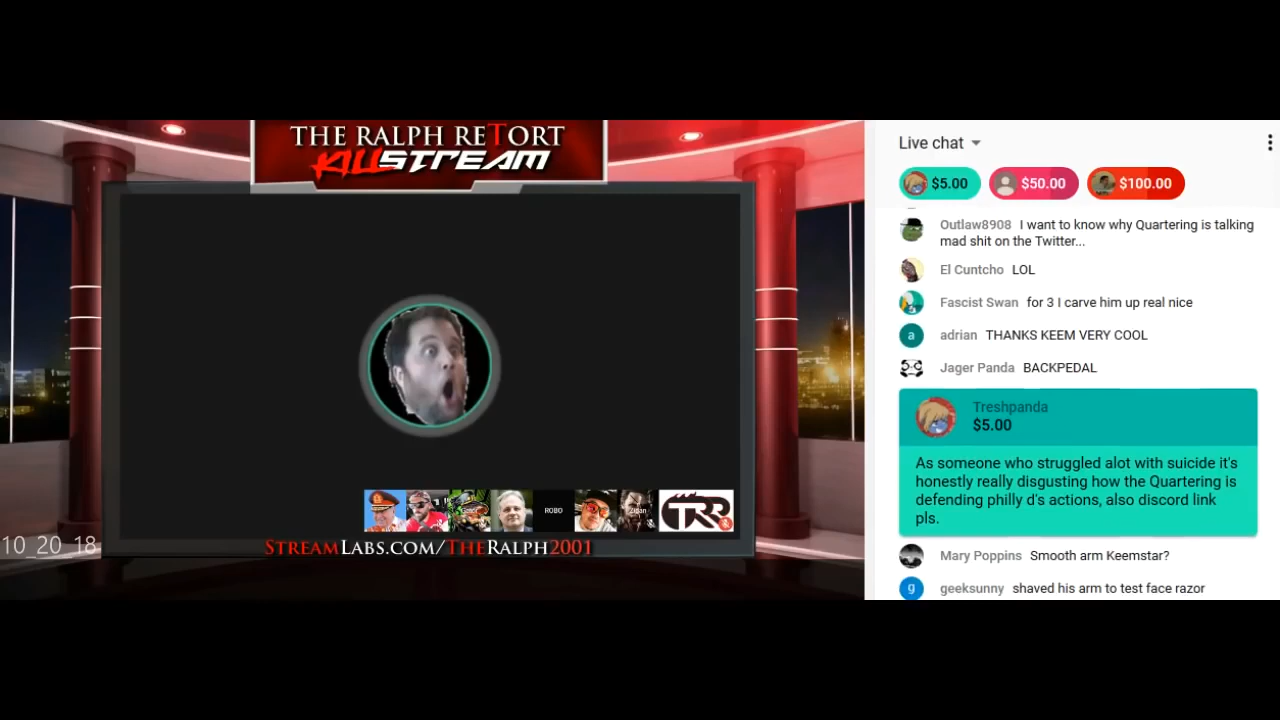 THE RALPH RETORT
KILLSTREAM
ROBO
TRR
STREAMLABS.COM/THERALPH2001
10_20_18
Live chat
$5.00 $50.00 $100.00
Outlaw8908 I want to know why Quartering is talking
mad shit on the Twitter...
El Cuntcho LOL
Fascist Swan for 3 I carve him up real nice
a adrian THANKS KEEM VERY COOL
Jager Panda BACKPEDAL
Treshpanda
$5.00
As someone who struggled alot with suicide it's
honestly really disgusting how the Quartering is
defending philly d's actions, also discord link
pls.
Mary Poppins Smooth arm Keemstar?
g geeksunny shaved his arm to test face razor